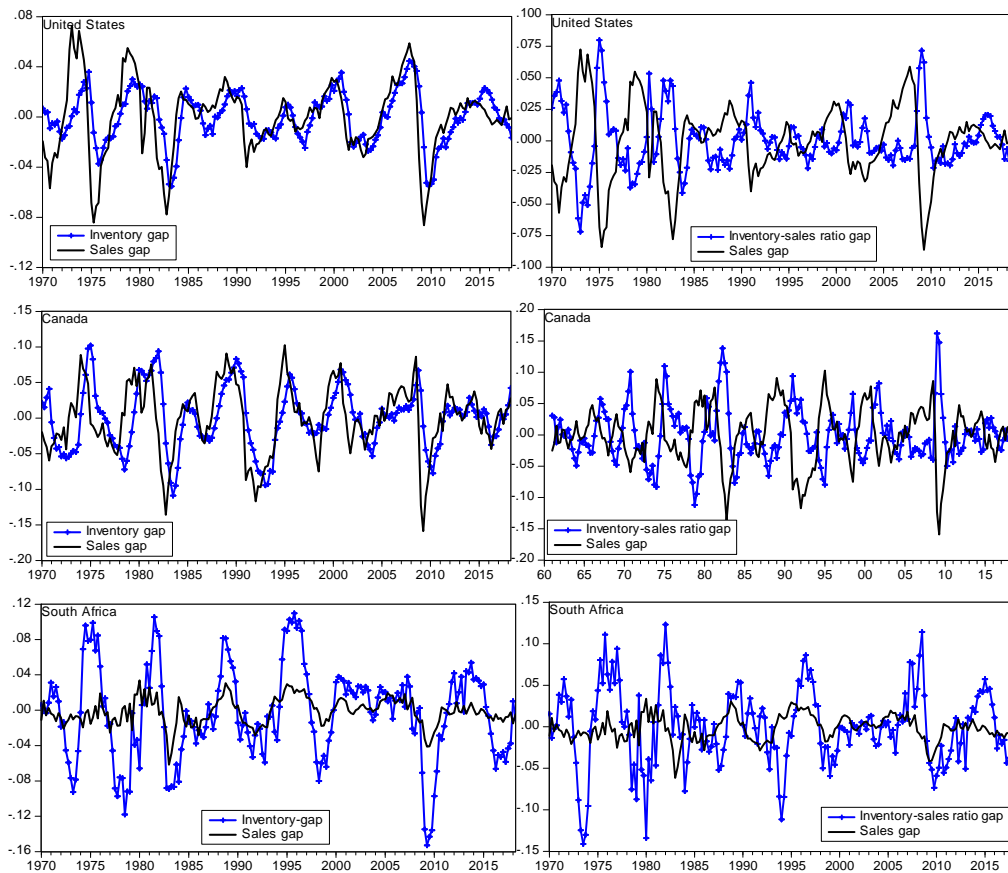 .08
United States
.04
.00
-.04
-.08
-.12
Inventory gap
Sales gap
1970 1975 1980 1985 1990 1995 2000 2005 2010 2015
.100
United States
.075
.050
.025
.000
-.025
-.050
-.075
-.100
Inventory-sales ratio gap
Sales gap
1970 1975 1980 1985 1990 1995 2000 2005 2010 2015
.15
Canada
.10
.05
.00
-.05
-.10
-.15
-.20
Inventory gap
Sales gap
1970 1975 1980 1985 1990 1995 2000 2005 2010 2015
.20
Canada
.15
.10
.05
.00
-.05
-.10
-.15
-.20
Inventory-sales ratio gap
Sales gap
60 65 70 75 80 85 90 95 00 05 10 15
.12
South Africa
.08
.04
.00
-.04
-.08
-.12
-.16
Inventory-gap
Sales gap
1970 1975 1980 1985 1990 1995 2000 2005 2010 2015
.15
South Africa
.10
.05
.00
-.05
-.10
-.15
Inventory-sales ratio gap
Sales gap
1970 1975 1980 1985 1990 1995 2000 2005 2010 2015